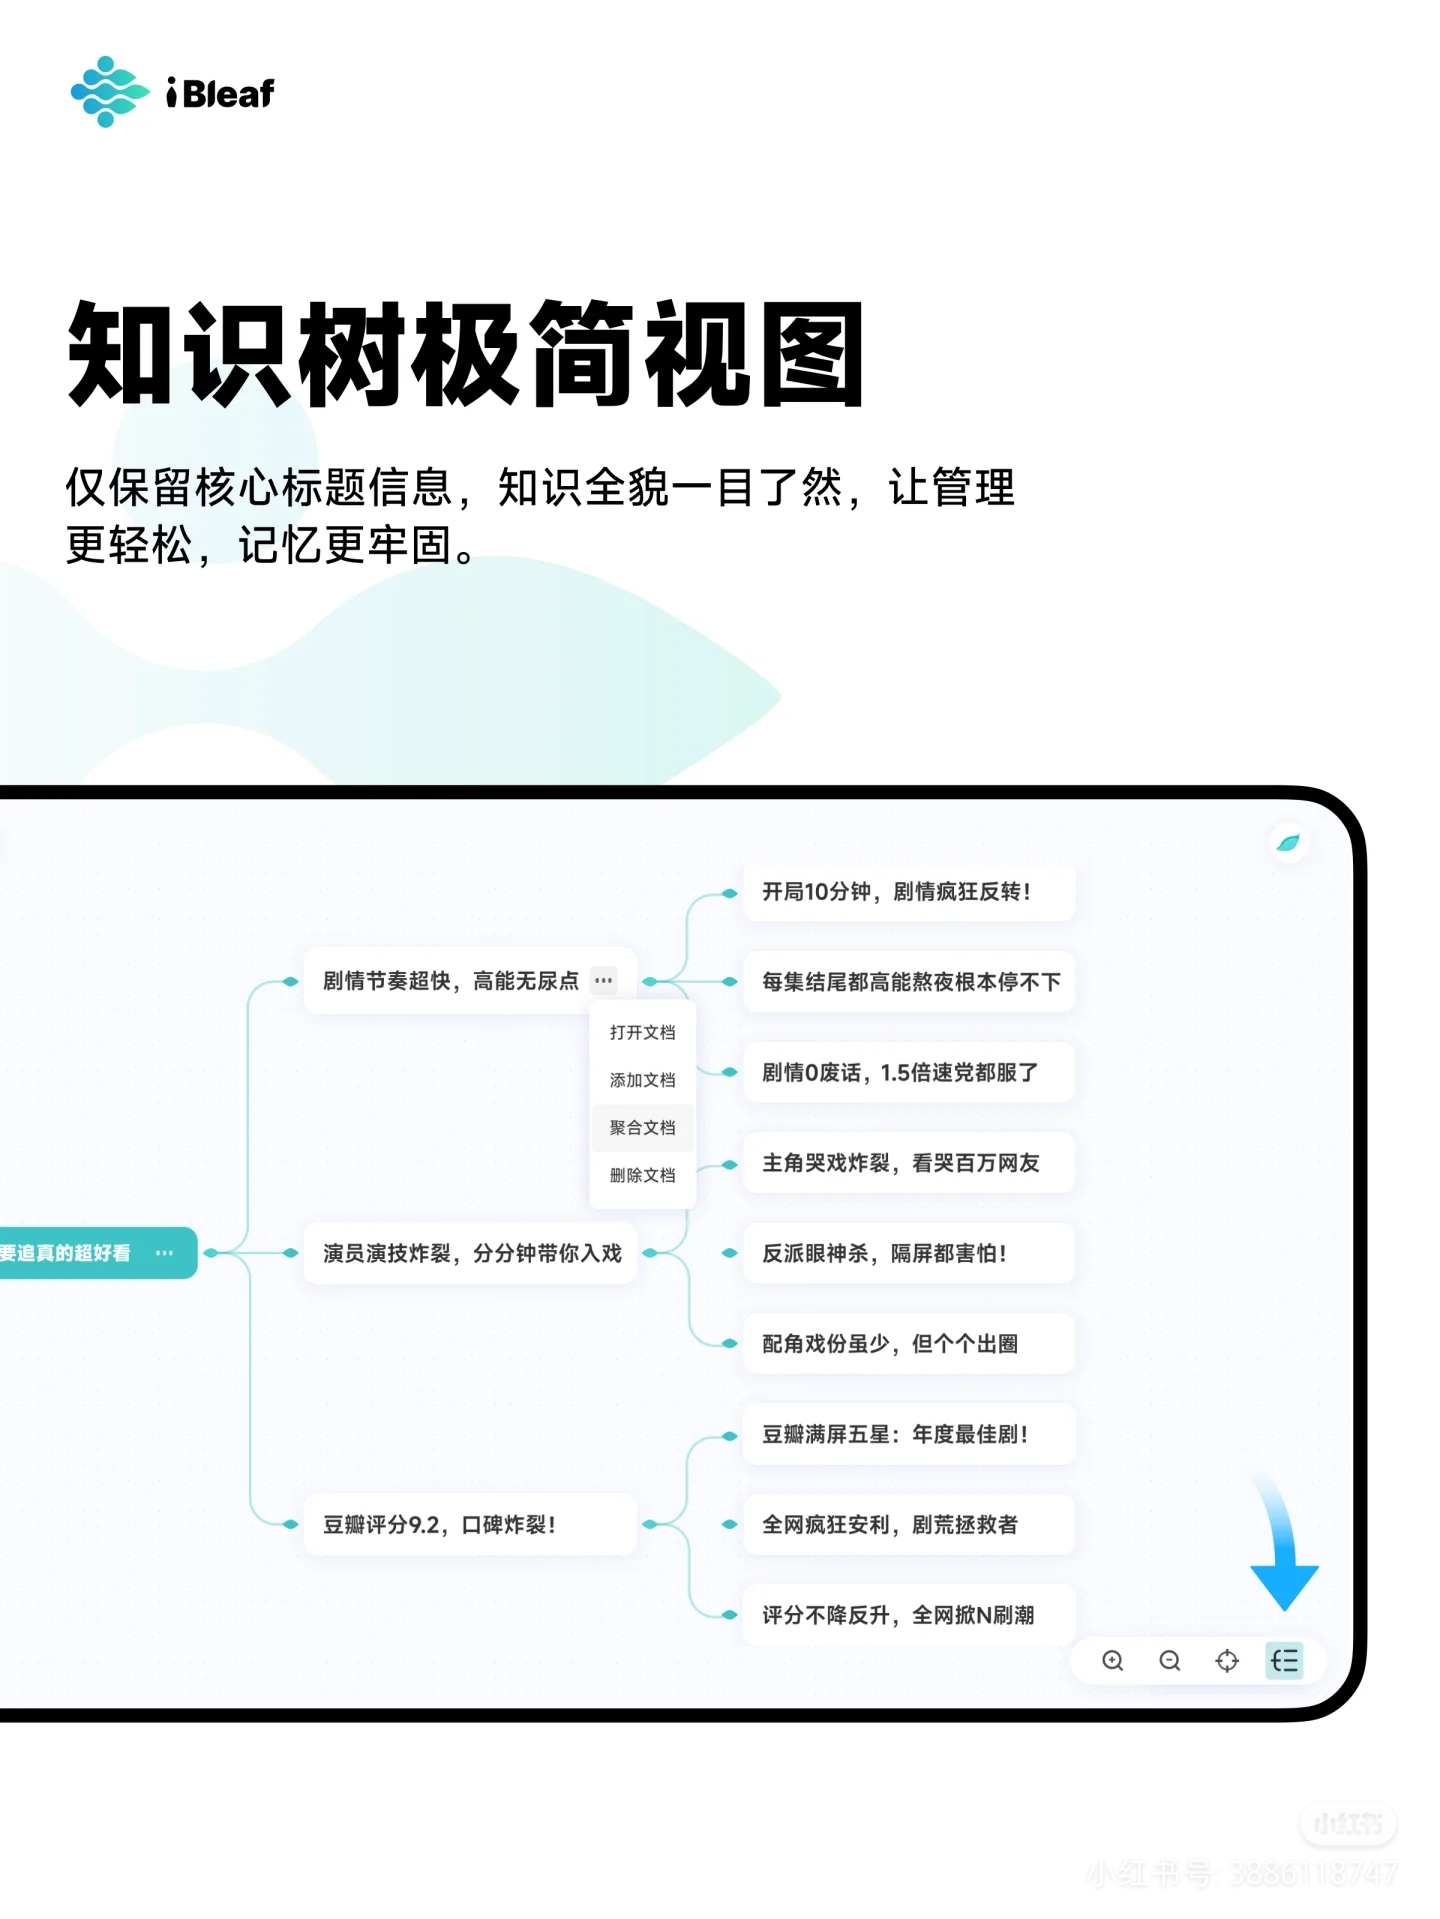 iBleaf
知识树极简视图
仅保留核心标题信息，知识全貌一目了然，让管理
更轻松，记忆更牢固。
要追真的超好看
剧情节奏超快，高能无尿点
打开文档
添加文档
聚合文档
删除文档
演员演技炸裂，分分钟带你入戏
豆瓣评分9.2，口碑炸裂！
开局10分钟，剧情疯狂反转！
每集结尾都高能熬夜根本停不下
剧情0废话，1.5倍速党都服了
主角哭戏炸裂，看哭百万网友
反派眼神杀，隔屏都害怕！
配角戏份虽少，但个个出圈
豆瓣满屏五星：年度最佳剧！
全网疯狂安利，剧荒拯救者
评分不降反升，全网掀N刷潮
小红书
小红书号: 3886118747